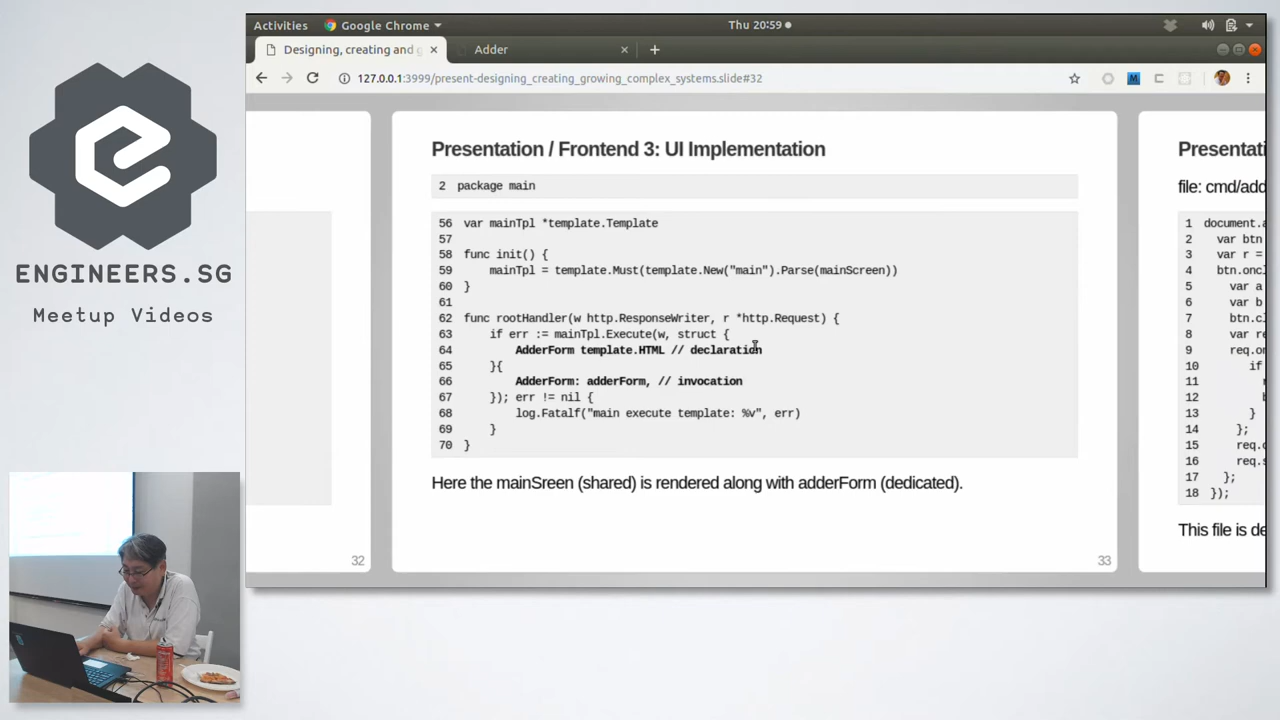 ENGINEERS.SG
Meetup Videos
Activities
Google Chrome
Thu 20:59
Designing, creating and g
Adder
127.0.0.1:3999/present-designing_creating_growing_complex_systems.slide#32
Presentation / Frontend 3: UI Implementation
2 package main
56 var mainTpl *template.Template
57
58 func init() {
59 mainTpl = template.Must(template.New("main").Parse(mainScreen))
60 }
61
62 func rootHandler(w http.ResponseWriter, r *http.Request) {
63 if err := mainTpl.Execute(w, struct {
64 AdderForm template.HTML // declaration
65 }{
66 AdderForm: adderForm, // invocation
67 }); err != nil {
68 log.Fatalf("main execute template: %v", err)
69 }
70 }
Here the mainSreen (shared) is rendered along with adderForm (dedicated).
32
33
Presentati
file: cmd/add
1 document.a
2 var btn
3 var r =
4 btn.oncl
5 var a
6 var b
7 btn.cl
8 var re
9 req.on
10 if
11 r
12 b
13 }
14 };
15 req.o
16 req.s
17 };
18 });
This file is de